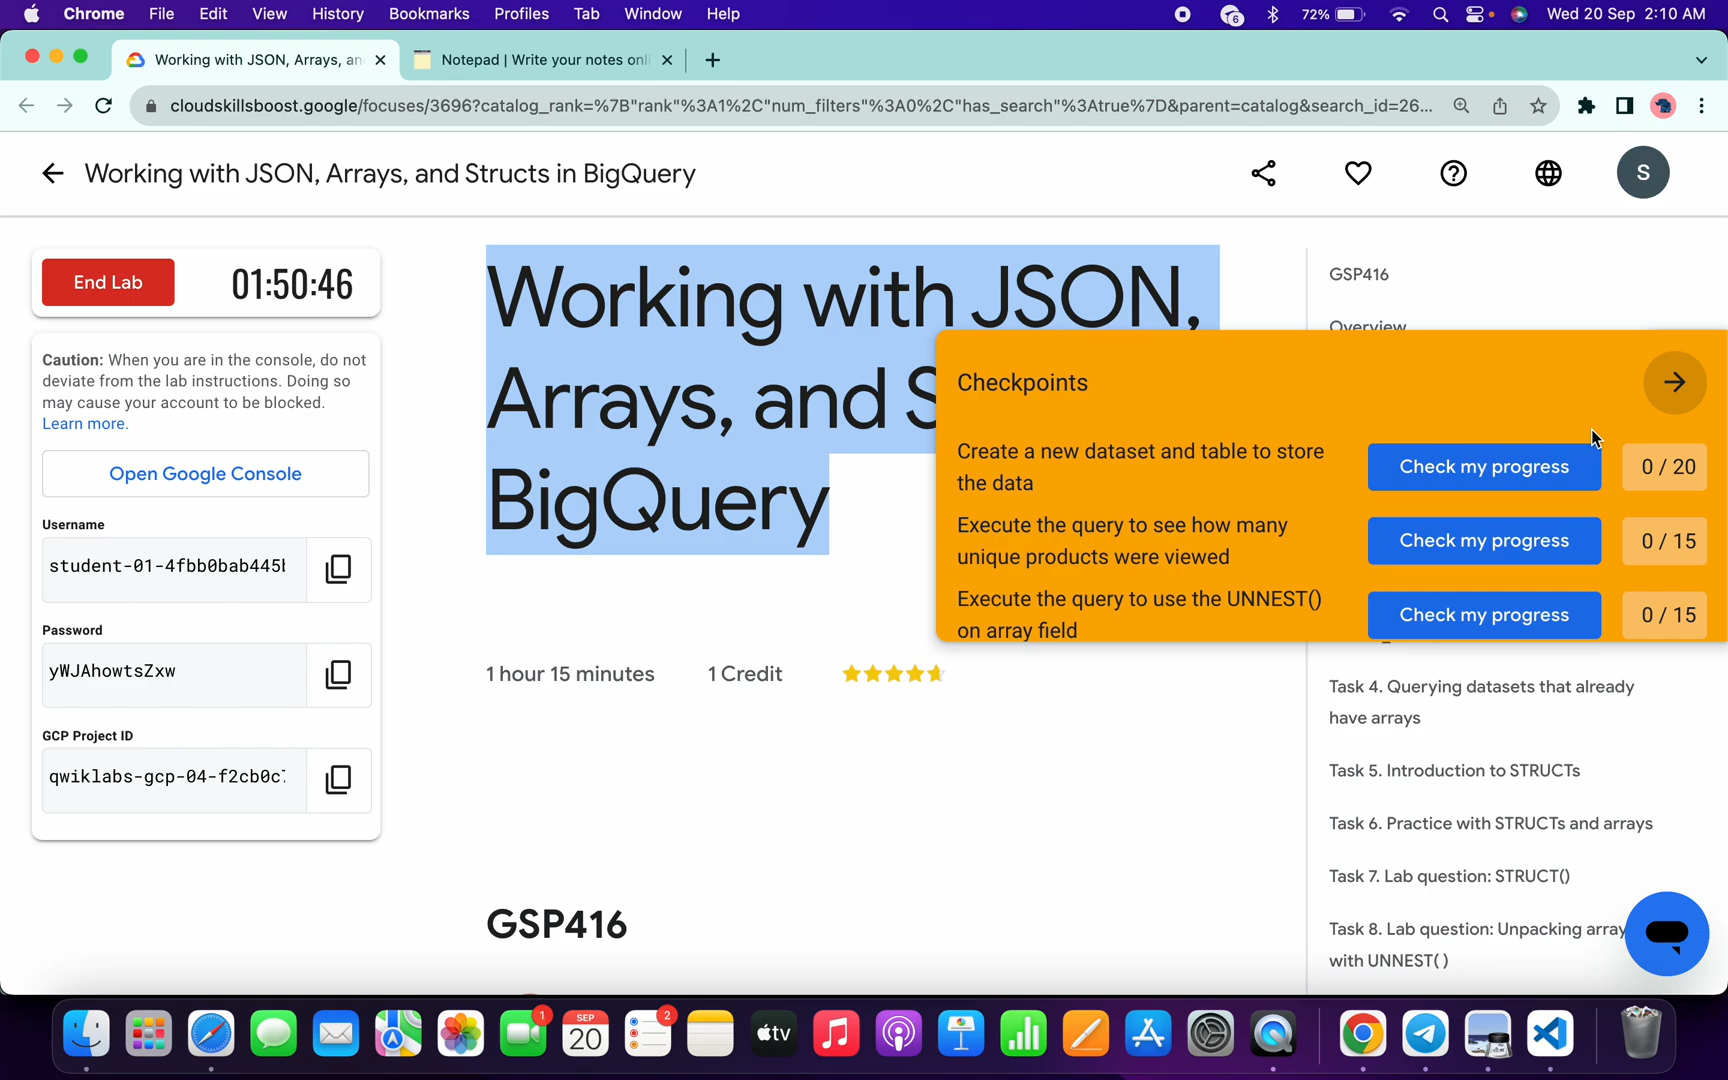 Chrome File Edit View History Bookmarks Profiles Tab Window Help 6 72% Wed 20 Sep 2:10 AM
Working with JSON, Arrays, an
Notepad | Write your notes onli
cloudskillsboost.google/focuses/3696?catalog_rank=%7B"rank"%3A1%2C"num_filters"%3A0%2C"has_search"%3Atrue%7D&parent=catalog&search_id=26...
Working with JSON, Arrays, and Structs in BigQuery
S
End Lab 01:50:46
Caution: When you are in the console, do not
deviate from the lab instructions. Doing so
may cause your account to be blocked.
Learn more.
Open Google Console
Username
student-01-4fbb0bab445
Password
yWJAhowtsZxw
GCP Project ID
qwiklabs-gcp-04-f2cb0c
Working with JSON,
Arrays, and S
BigQuery
1 hour 15 minutes 1 Credit
GSP416
GSP416
Overview
Checkpoints
Create a new dataset and table to store
the data
Check my progress 0 / 20
Execute the query to see how many
unique products were viewed
Check my progress 0 / 15
Execute the query to use the UNNEST()
on array field
Check my progress 0 / 15
Task 4. Querying datasets that already
have arrays
Task 5. Introduction to STRUCTs
Task 6. Practice with STRUCTs and arrays
Task 7. Lab question: STRUCT()
Task 8. Lab question: Unpacking array
with UNNEST( )
1
SEP
20
2
tv